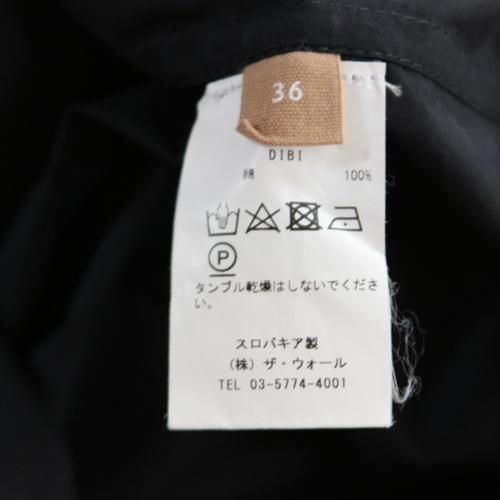 36
DIBI
綿 100%
P
タンブル乾燥はしないでくださ
い。
スロバキア製
(株) ザ・ウォール
TEL 03-5774-4001